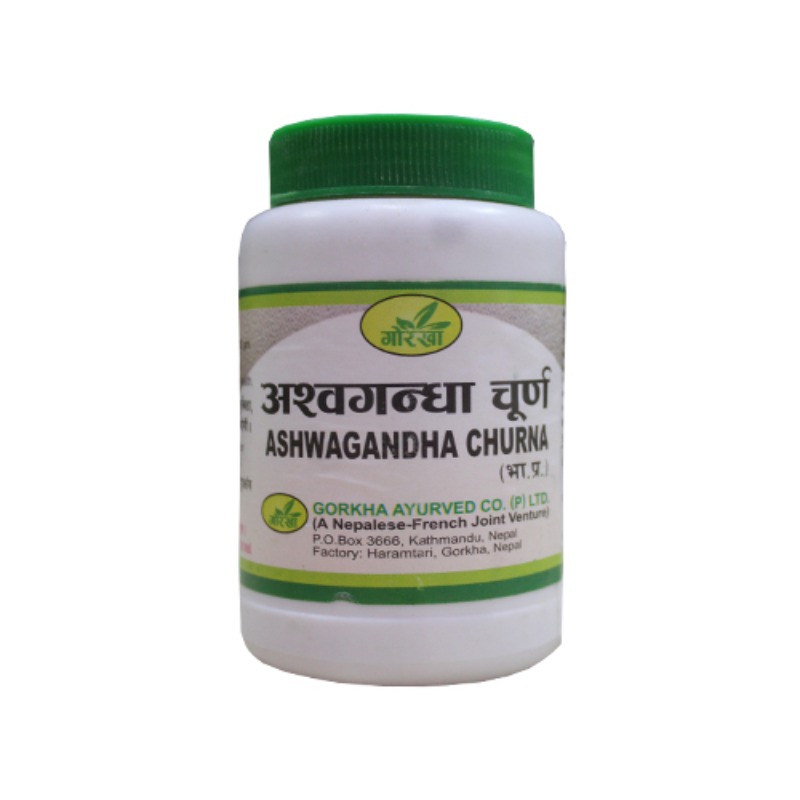 गोरखा
अश्वगन्धा चूर्ण
ASHWAGANDHA CHURNA
(भा.प्र.)
गोरखा
GORKHA AYURVED CO. (P) LTD.
(A Nepalese-French Joint Venture)
P.O.Box 3666, Kathmandu, Nepal
Factory: Haramtari, Gorkha, Nepal